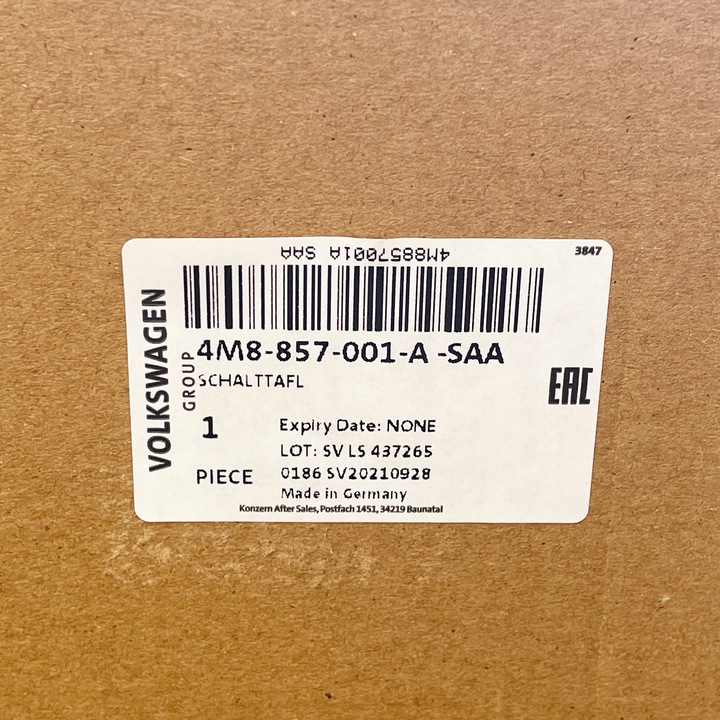 4M8857001A SAA
3847
VOLKSWAGEN
GROUP
4M8-857-001-A -SAA
SCHALTTAFL
EAC
1
Expiry Date: NONE
LOT: SV LS 437265
PIECE
0186 SV20210928
Made in Germany
Konzern After Sales, Postfach 1451, 34219 Baunatal